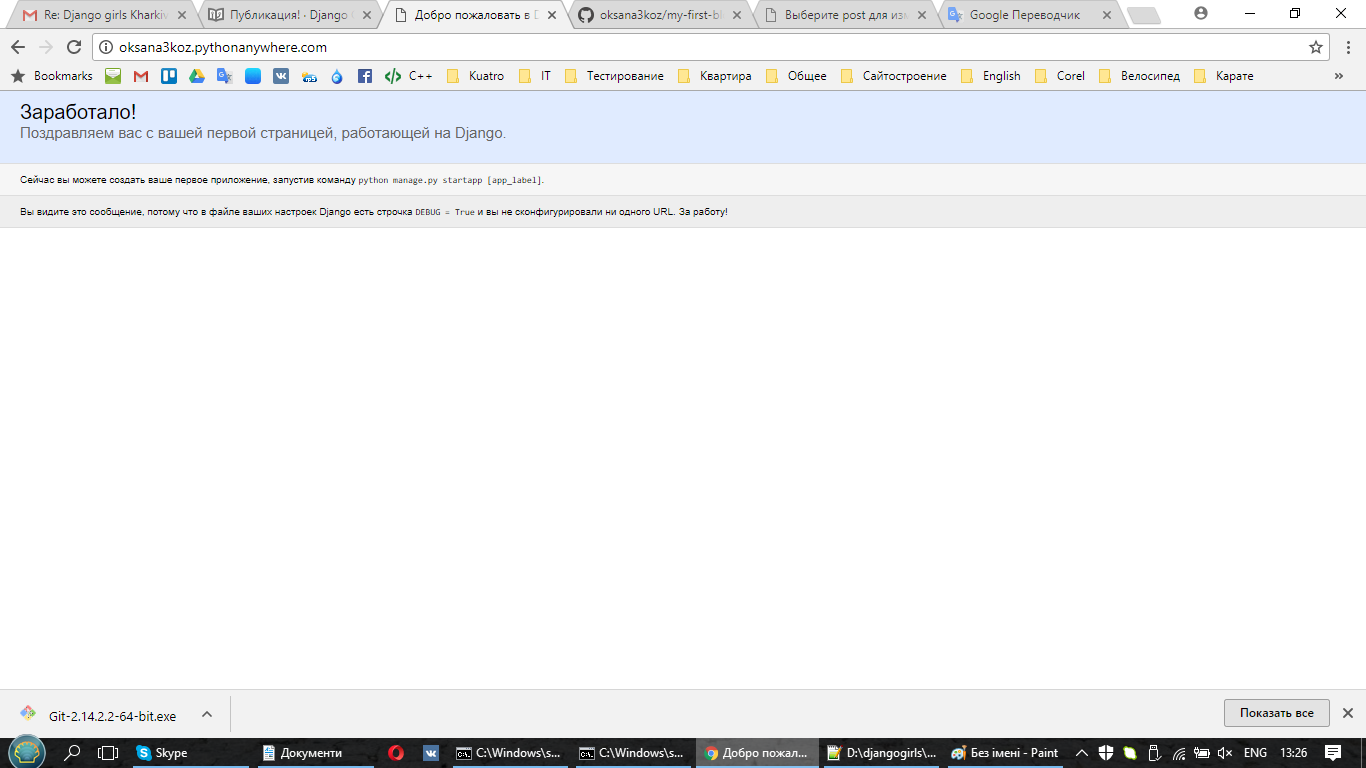 Re: Django girls Kharkiv
Публикация! · Django
Добро пожаловать в D
oksana3koz/my-first-bl
Выберите post для изм
Google Переводчик
oksana3koz.pythonanywhere.com
Bookmarks
C++
Kuatro
IT
Тестирование
Квартира
Общее
Сайтостроение
English
Corel
Велосипед
Карате
»
Заработало!
Поздравляем вас с вашей первой страницей, работающей на Django.
Сейчас вы можете создать ваше первое приложение, запустив команду python manage.py startapp [app_label].
Вы видите это сообщение, потому что в файле ваших настроек Django есть строчка DEBUG = True и вы не сконфигурировали ни одного URL. За работу!
Git-2.14.2.2-64-bit.exe
Показать все
Skype
Документи
C:\Windows\s...
C:\Windows\s...
Добро пожал...
D:\djangogirls\...
Без імені - Paint
ENG
13:26